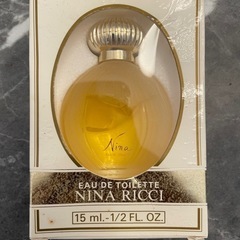 Nina
EAU DE TOILETTE
NINA RICCI
15 ml.-1/2 FL. OZ.